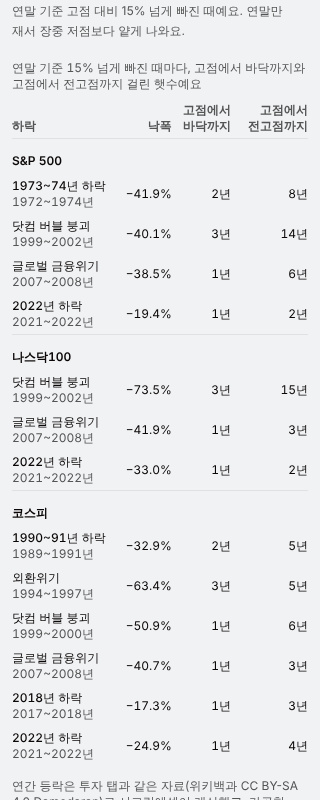 연말 기준 고점 대비 15% 넘게 빠진 때예요. 연말만
재서 장중 저점보다 얕게 나와요.
연말 기준 15% 넘게 빠진 때마다, 고점에서 바닥까지와
고점에서 전고점까지 걸린 햇수예요
하락 낙폭 고점에서 바닥까지 고점에서 전고점까지
S&P 500
1973~74년 하락 −41.9% 2년 8년
1972~1974년
닷컴 버블 붕괴 −40.1% 3년 14년
1999~2002년
글로벌 금융위기 −38.5% 1년 6년
2007~2008년
2022년 하락 −19.4% 1년 2년
2021~2022년
나스닥100
닷컴 버블 붕괴 −73.5% 3년 15년
1999~2002년
글로벌 금융위기 −41.9% 1년 3년
2007~2008년
2022년 하락 −33.0% 1년 2년
2021~2022년
코스피
1990~91년 하락 −32.9% 2년 5년
1989~1991년
외환위기 −63.4% 3년 5년
1994~1997년
닷컴 버블 붕괴 −50.9% 1년 6년
1999~2000년
글로벌 금융위기 −40.7% 1년 3년
2007~2008년
2018년 하락 −17.3% 1년 3년
2017~2018년
2022년 하락 −24.9% 1년 4년
2021~2022년
연간 등락은 투자 탭과 같은 자료(위키백과 CC BY-SA